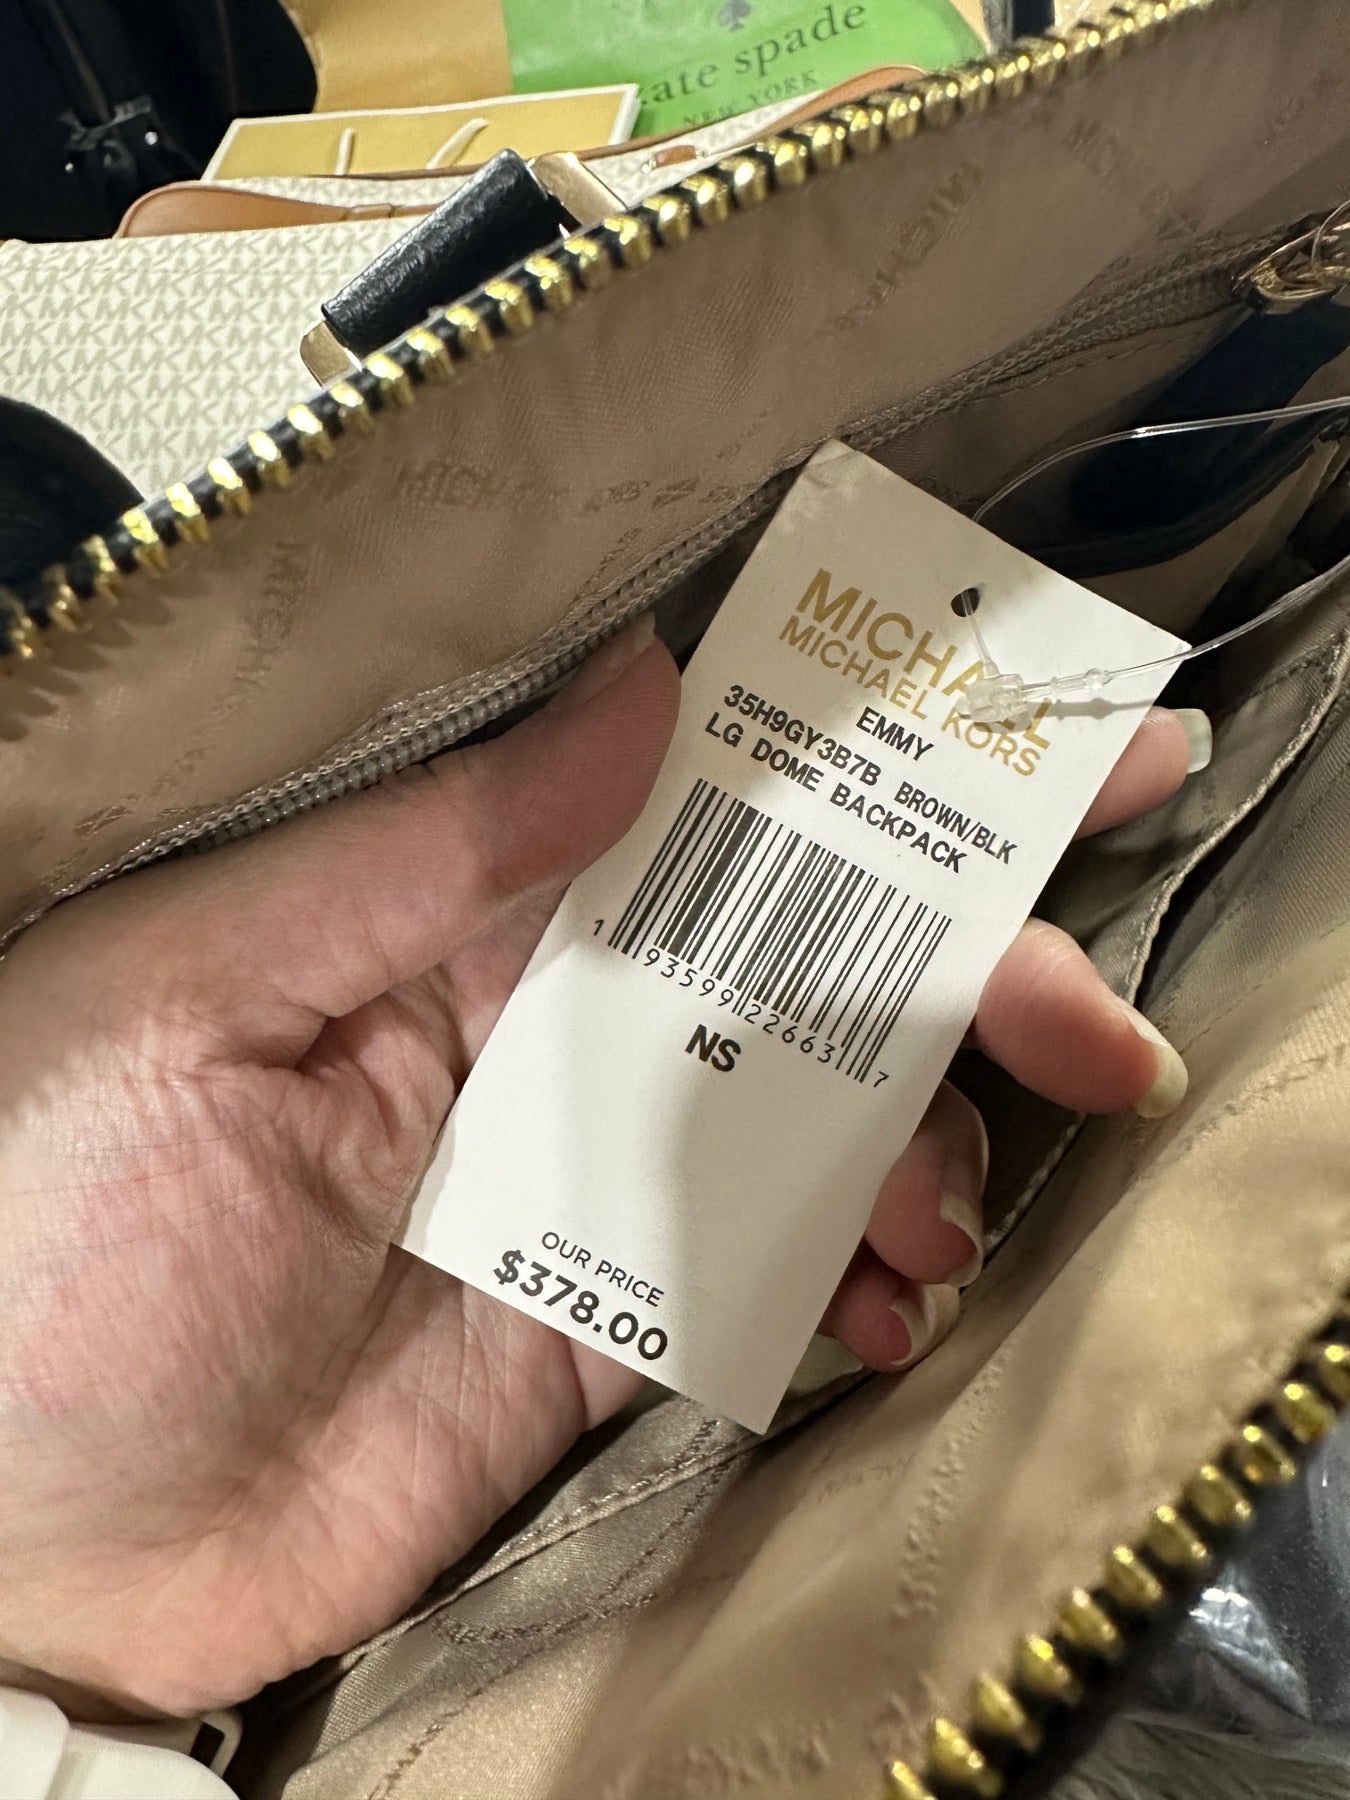 kate spade
NEW YORK
MICHAEL
MICHAEL KORS
EMMY
35H9GY3B7B BROWN/BLK
LG DOME BACKPACK
1 93599 22663 7
NS
OUR PRICE
$378.00